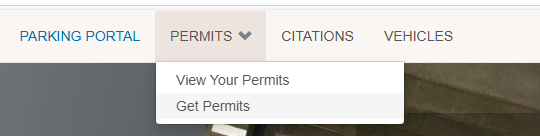 PARKING PORTAL PERMITS CITATIONS VEHICLES
View Your Permits
Get Permits